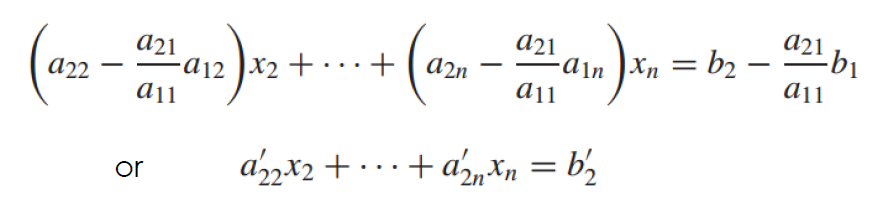 (a₂₂ − a₂₁/a₁₁ a₁₂) x₂ + · · · + (a₂ₙ − a₂₁/a₁₁ a₁ₙ) xₙ = b₂ − a₂₁/a₁₁ b₁
or a′₂₂x₂ + · · · + a′₂ₙxₙ = b′₂